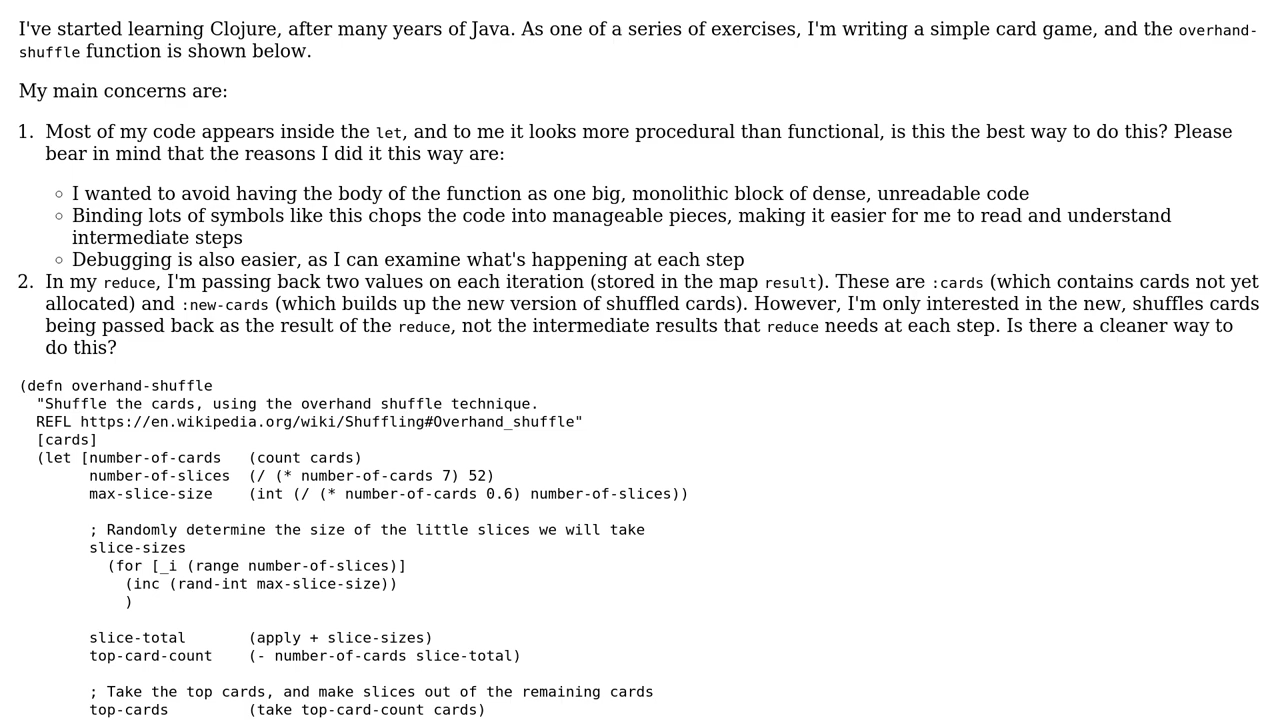 I've started learning Clojure, after many years of Java. As one of a series of exercises, I'm writing a simple card game, and the overhand-
shuffle function is shown below.
My main concerns are:
1. Most of my code appears inside the let, and to me it looks more procedural than functional, is this the best way to do this? Please
bear in mind that the reasons I did it this way are:
◦ I wanted to avoid having the body of the function as one big, monolithic block of dense, unreadable code
◦ Binding lots of symbols like this chops the code into manageable pieces, making it easier for me to read and understand
intermediate steps
◦ Debugging is also easier, as I can examine what's happening at each step
2. In my reduce, I'm passing back two values on each iteration (stored in the map result). These are :cards (which contains cards not yet
allocated) and :new-cards (which builds up the new version of shuffled cards). However, I'm only interested in the new, shuffles cards
being passed back as the result of the reduce, not the intermediate results that reduce needs at each step. Is there a cleaner way to
do this?
(defn overhand-shuffle
  "Shuffle the cards, using the overhand shuffle technique.
  REFL https://en.wikipedia.org/wiki/Shuffling#Overhand_shuffle"
  [cards]
  (let [number-of-cards   (count cards)
        number-of-slices  (/ (* number-of-cards 7) 52)
        max-slice-size    (int (/ (* number-of-cards 0.6) number-of-slices))
        ; Randomly determine the size of the little slices we will take
        slice-sizes
          (for [_i (range number-of-slices)]
            (inc (rand-int max-slice-size))
            )
        slice-total       (apply + slice-sizes)
        top-card-count    (- number-of-cards slice-total)
        ; Take the top cards, and make slices out of the remaining cards
        top-cards         (take top-card-count cards)